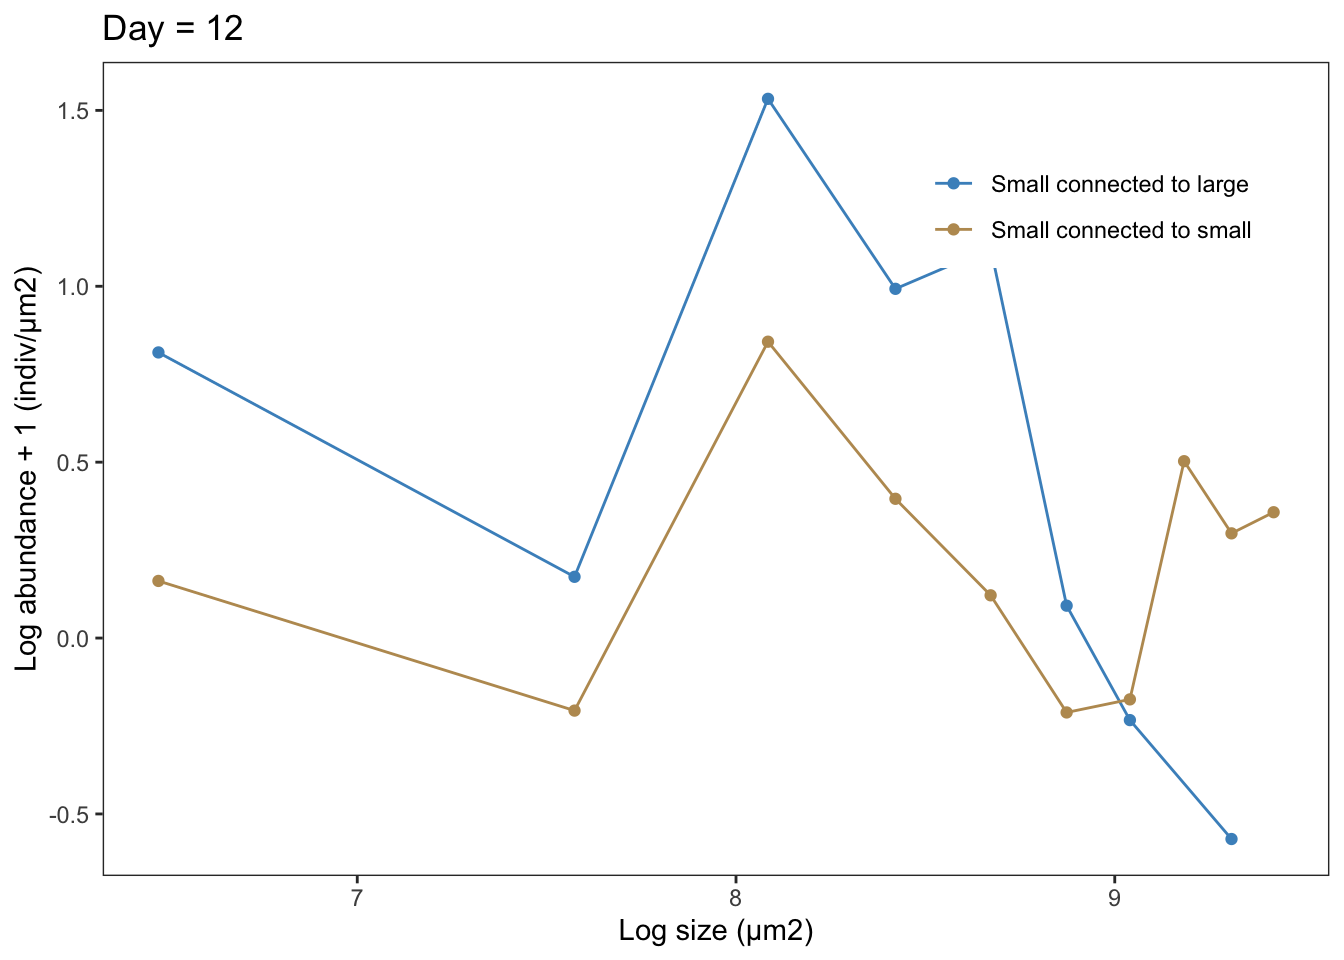 Day = 12
Log abundance + 1 (indiv/µm2)
1.5
1.0
0.5
0.0
-0.5
Small connected to large
Small connected to small
7
8
9
Log size (µm2)